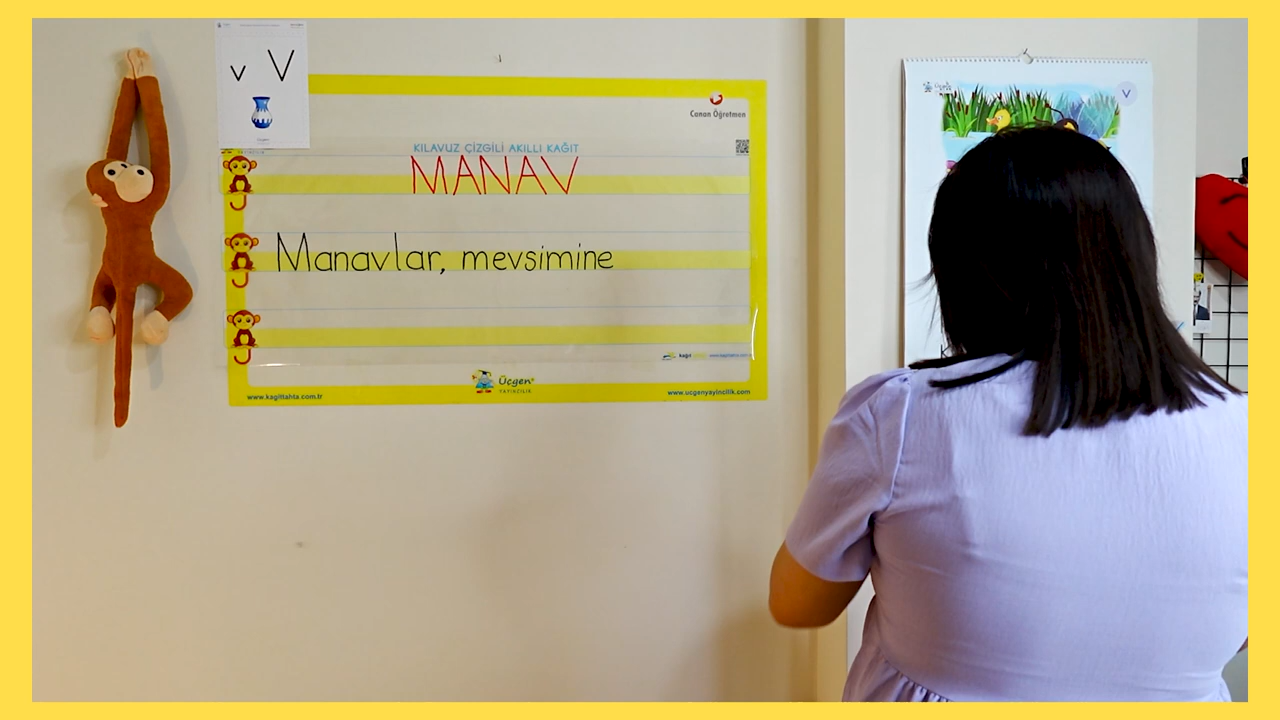 v V
Canan Öğretmen
KILAVUZ ÇİZGİLİ AKILLI KAĞIT
MANAV
Manavlar, mevsimine
Üçgen
YAYINCILIK
www.kagittahta.com.tr
www.ucgenyayincilik.com
v